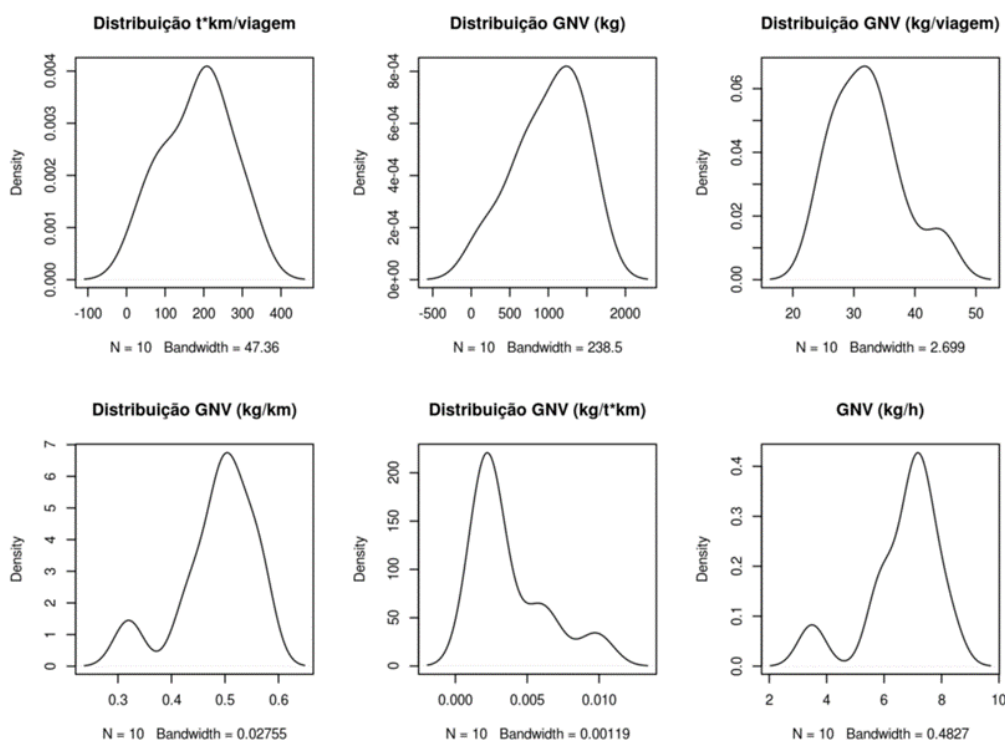 Distribuição t*km/viagem
Density
0.000 0.001 0.002 0.003 0.004
-100 0 100 200 300 400
N = 10 Bandwidth = 47.36
Distribuição GNV (kg)
Density
0e+00 2e-04 4e-04 6e-04 8e-04
-500 0 500 1000 2000
N = 10 Bandwidth = 238.5
Distribuição GNV (kg/viagem)
Density
0.00 0.02 0.04 0.06
20 30 40 50
N = 10 Bandwidth = 2.699
Distribuição GNV (kg/km)
Density
0 1 2 3 4 5 6 7
0.3 0.4 0.5 0.6
N = 10 Bandwidth = 0.02755
Distribuição GNV (kg/t*km)
Density
0 50 100 150 200
0.000 0.005 0.010
N = 10 Bandwidth = 0.00119
GNV (kg/h)
Density
0.0 0.1 0.2 0.3 0.4
2 4 6 8 10
N = 10 Bandwidth = 0.4827